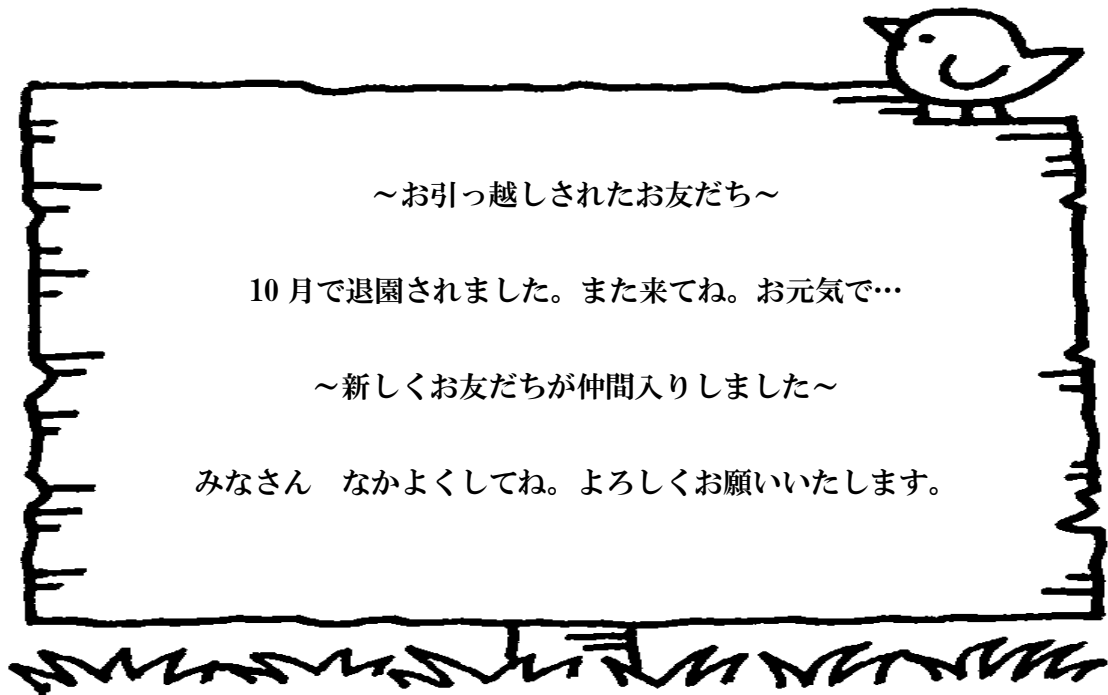 ～お引っ越しされたお友だち～
10 月で退園されました。また来てね。お元気で…
～新しくお友だちが仲間入りしました～
みなさん　なかよくしてね。よろしくお願いいたします。